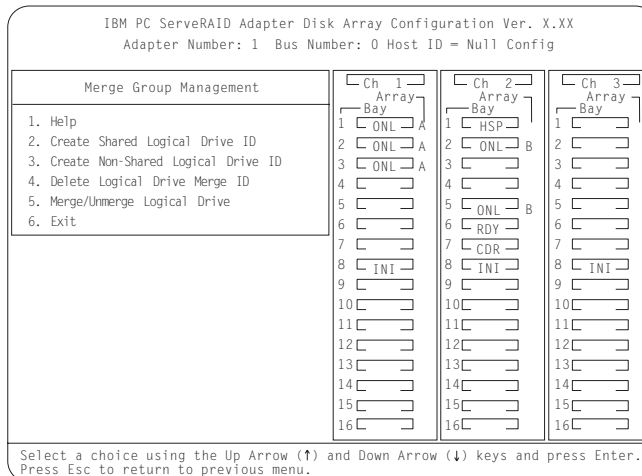 IBM PC ServeRAID Adapter Disk Array Configuration Ver. X.XX
Adapter Number: 1 Bus Number: 0 Host ID = Null Config
Merge Group Management
1. Help
2. Create Shared Logical Drive ID
3. Create Non-Shared Logical Drive ID
4. Delete Logical Drive Merge ID
5. Merge/Unmerge Logical Drive
6. Exit
Ch 1
Array
Bay
1 ONL A
2 ONL A
3 ONL A
4
5
6
7
8 INI
9
10
11
12
13
14
15
16
Ch 2
Array
Bay
1 HSP
2 ONL B
3
4
5 ONL B
6 RDY
7 CDR
8 INI
9
10
11
12
13
14
15
16
Ch 3
Array
Bay
1
2
3
4
5
6
7
8 INI
9
10
11
12
13
14
15
16
Select a choice using the Up Arrow (↑) and Down Arrow (↓) keys and press Enter.
Press Esc to return to previous menu.